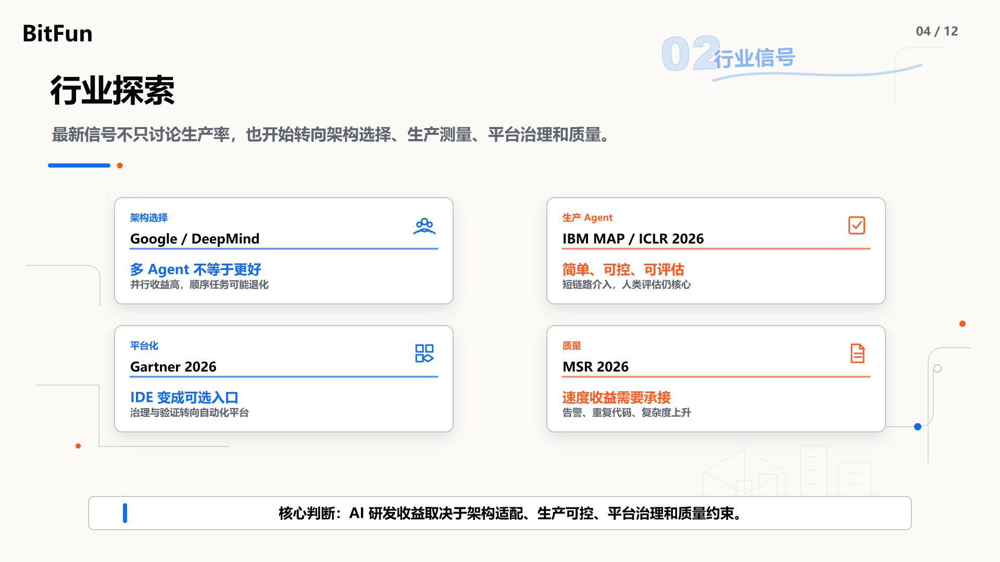 BitFun
04 / 12
02 行业信号
行业探索
最新信号不只讨论生产率，也开始转向架构选择、生产测量、平台治理和质量。
架构选择
Google / DeepMind
多 Agent 不等于更好
并行收益高，顺序任务可能退化
生产 Agent
IBM MAP / ICLR 2026
简单、可控、可评估
短链路介入，人类评估仍核心
平台化
Gartner 2026
IDE 变成可选入口
治理与验证转向自动化平台
质量
MSR 2026
速度收益需要承接
告警、重复代码、复杂度上升
核心判断：AI 研发收益取决于架构适配、生产可控、平台治理和质量约束。